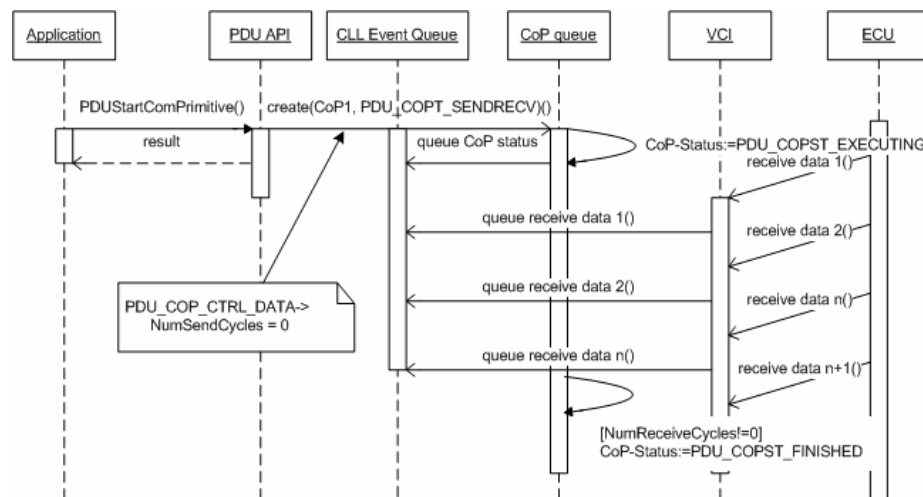 Application
PDU API
CLL Event Queue
CoP queue
VCI
ECU
PDUStartComPrimitive()
create(CoP1, PDU_COPT_SENDRECV)()
result
queue CoP status
CoP-Status:=PDU_COPST_EXECUTING
receive data 1()
queue receive data 1()
receive data 2()
queue receive data 2()
receive data n()
PDU_COP_CTRL_DATA->
NumSendCycles = 0
queue receive data n()
receive data n+1()
[NumReceiveCycles!=0]
CoP-Status:=PDU_COPST_FINISHED